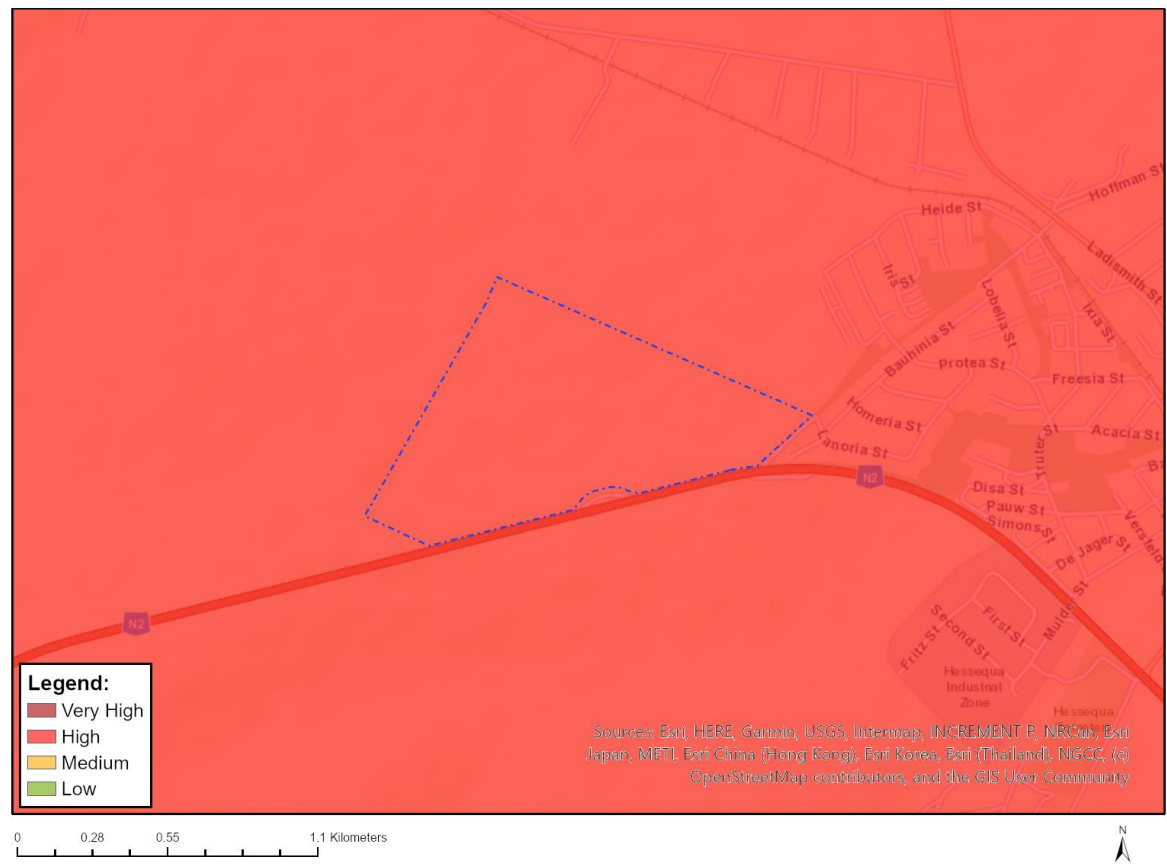 Hoffman St
Heide St
Ladismith St
Iris St
Lobelia St
Ixia St
Bauhinia St
Protea St
Freesia St
Homeria St
Acacia St
Lanoria St
Truter St
N2
Disa St
Pauw St
Simons St
Versfeld
De Jager St
Mulder St
First St
Second St
Fritz St
N2
Hessequa
Industrial
Zone
Hessequa
Legend:
Very High
High
Medium
Low
Sources: Esri, HERE, Garmin, USGS, Intermap, INCREMENT P, NRCan, Esri
Japan, METI, Esri China (Hong Kong), Esri Korea, Esri (Thailand), NGCC, (c)
OpenStreetMap contributors, and the GIS User Community
0 0.28 0.55 1.1 Kilometers
N